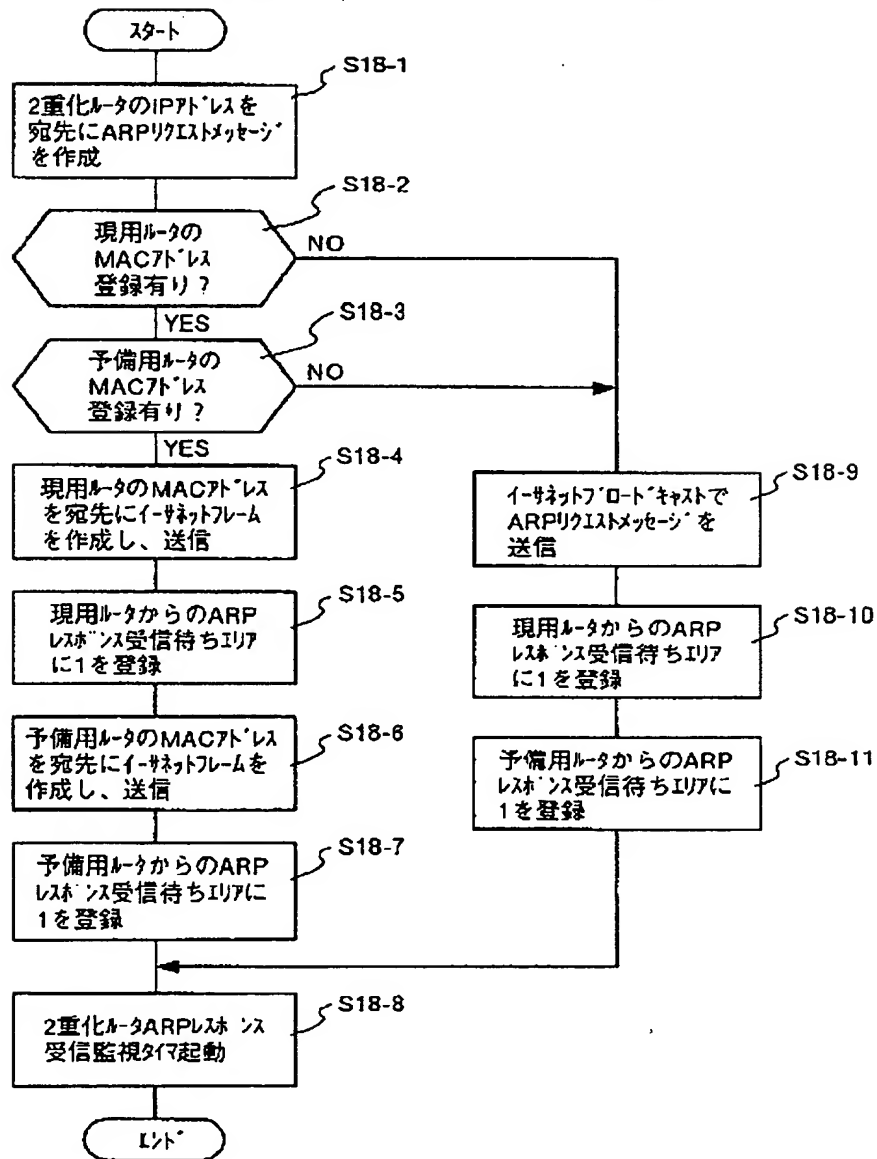 スタート
S18-1
2重化ルータのIPアドレスを
宛先にARPリクエストメッセージ
を作成
S18-2
現用ルータの
MACアドレス
登録有り?
NO
YES
S18-3
予備用ルータの
MACアドレス
登録有り?
NO
YES
S18-4
現用ルータのMACアドレス
を宛先にイーサネットフレーム
を作成し、送信
S18-5
現用ルータからのARP
レスポンス受信待ちエリア
に1を登録
S18-6
予備用ルータのMACアドレス
を宛先にイーサネットフレームを
作成し、送信
S18-7
予備用ルータからのARP
レスポンス受信待ちエリアに
1を登録
S18-9
イーサネットブロードキャストで
ARPリクエストメッセージを
送信
S18-10
現用ルータからのARP
レスポンス受信待ちエリア
に1を登録
S18-11
予備用ルータからのARP
レスポンス受信待ちエリアに
1を登録
S18-8
2重化ルータARPレスポンス
受信監視タイマ起動
エンド